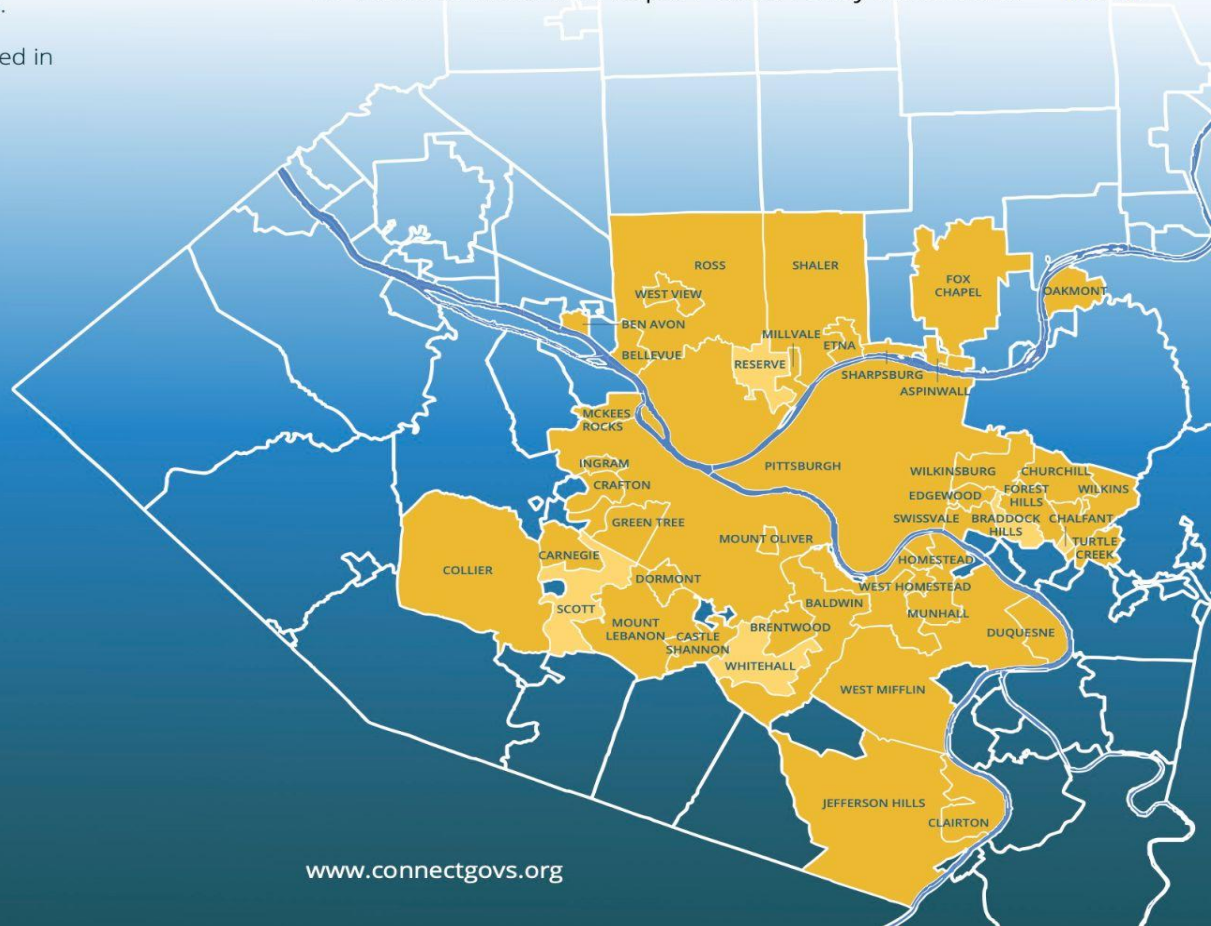 .
ed in
ROSS
SHALER
FOX
CHAPEL
WEST VIEW
OAKMONT
BEN AVON
MILLVALE
ETNA
BELLEVUE
RESERVE
SHARPSBURG
ASPINWALL
MCKEES
ROCKS
INGRAM
PITTSBURGH
WILKINSBURG
CHURCHILL
CRAFTON
EDGEWOOD
FOREST
HILLS
WILKINS
GREEN TREE
SWISSVALE
BRADDOCK
HILLS
CHALFANT
MOUNT OLIVER
TURTLE
CREEK
CARNEGIE
HOMESTEAD
COLLIER
DORMONT
WEST HOMESTEAD
SCOTT
BALDWIN
MUNHALL
MOUNT
LEBANON
BRENTWOOD
CASTLE
SHANNON
DUQUESNE
WHITEHALL
WEST MIFFLIN
JEFFERSON HILLS
CLAIRTON
www.connectgovs.org